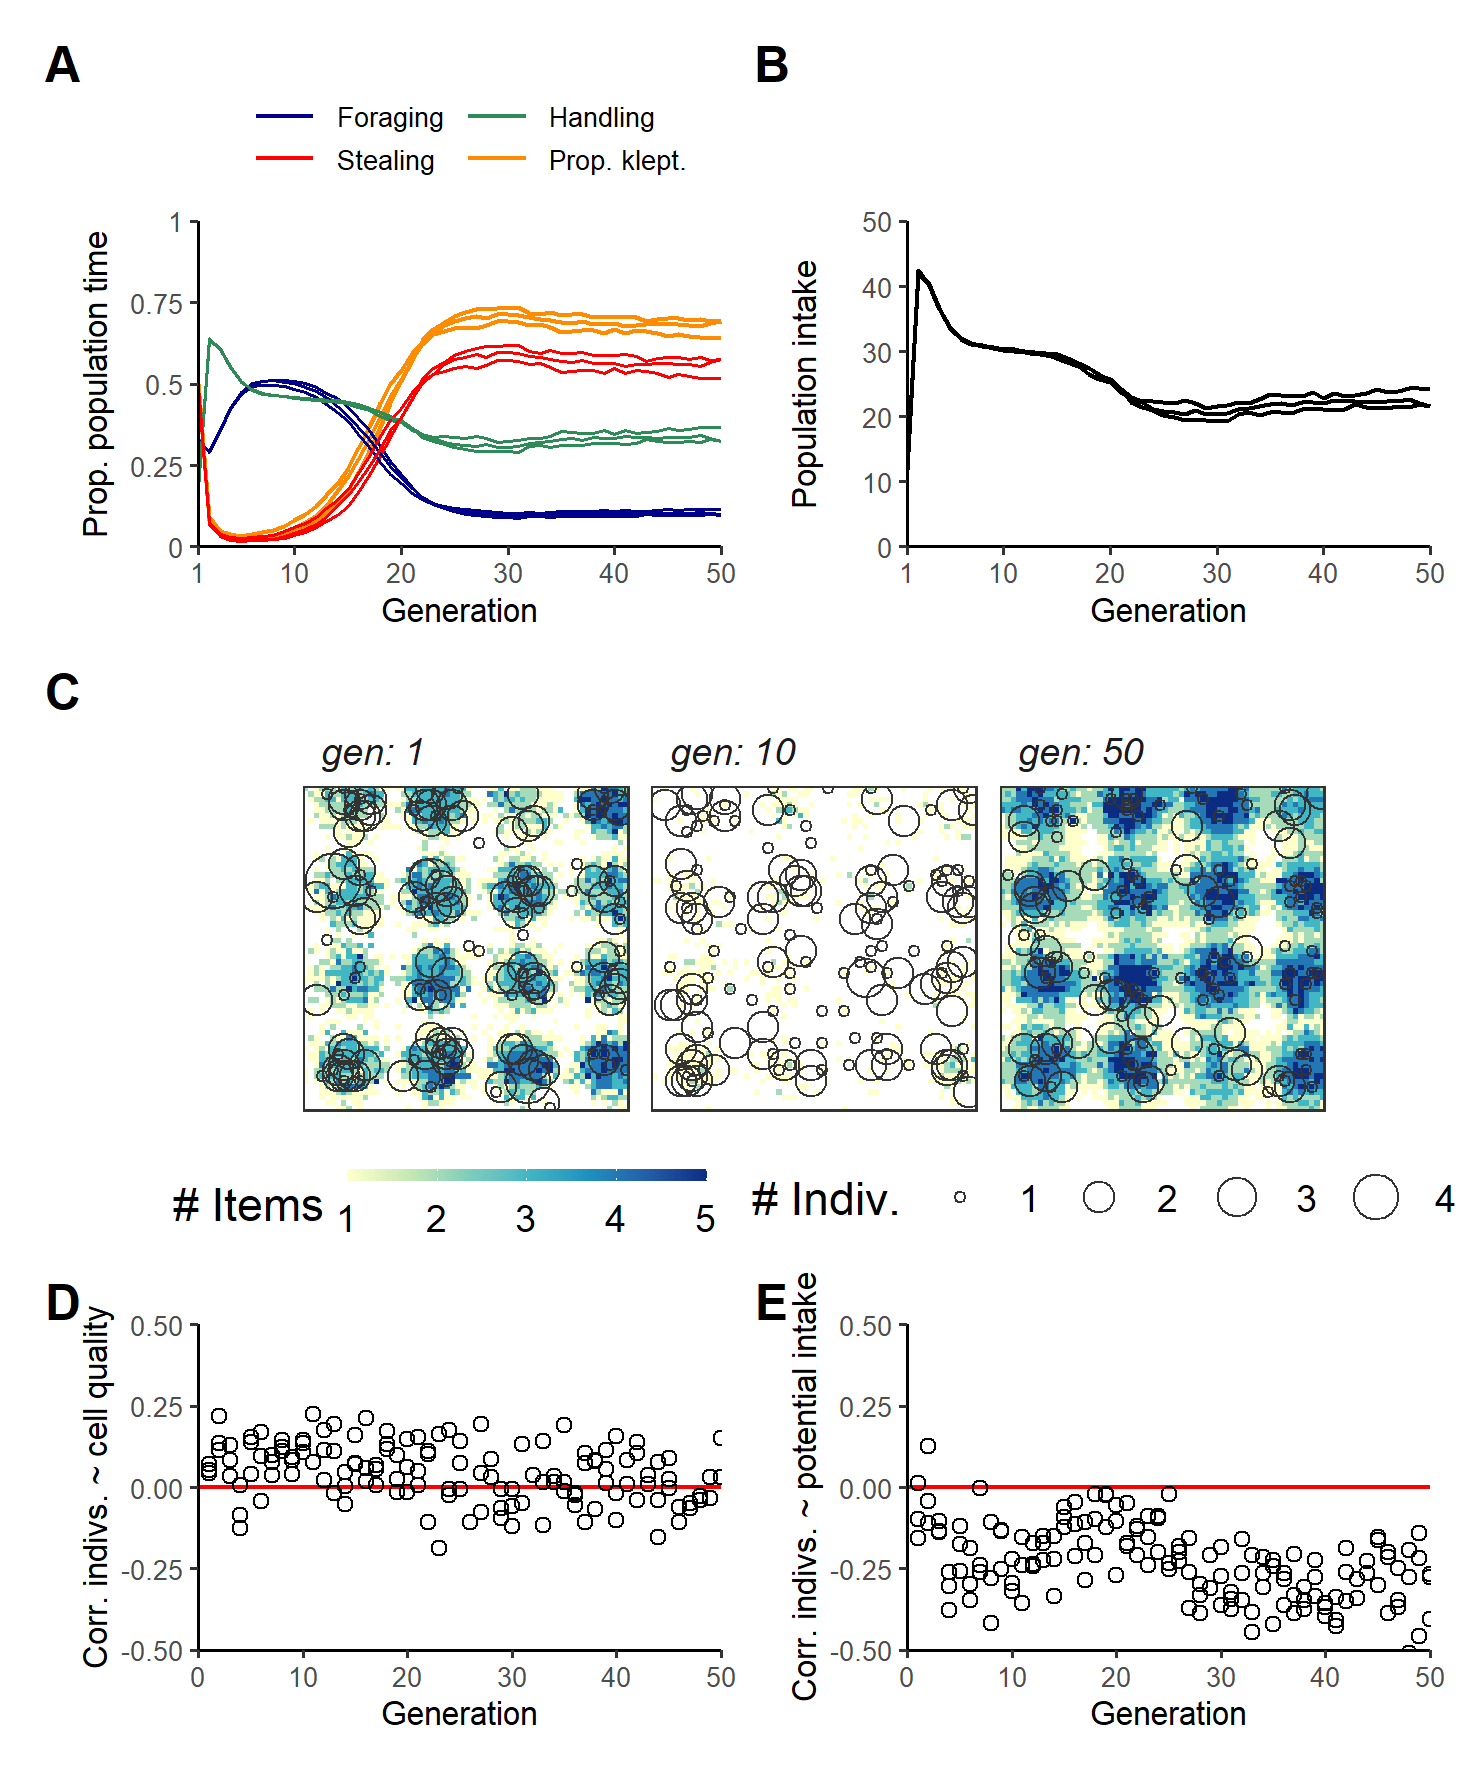 A
B
Foraging
Handling
Stealing
Prop. klept.
Prop. population time
1
0.75
0.5
0.25
0
1
10
20
30
40
50
Generation
Population intake
50
40
30
20
10
0
1
10
20
30
40
50
Generation
C
gen: 1
gen: 10
gen: 50
# Items
1
2
3
4
5
# Indiv.
1
2
3
4
D
E
Corr. indivs. ~ cell quality
0.50
0.25
0.00
-0.25
-0.50
0
10
20
30
40
50
Generation
Corr. indivs. ~ potential intake
0.50
0.25
0.00
-0.25
-0.50
0
10
20
30
40
50
Generation